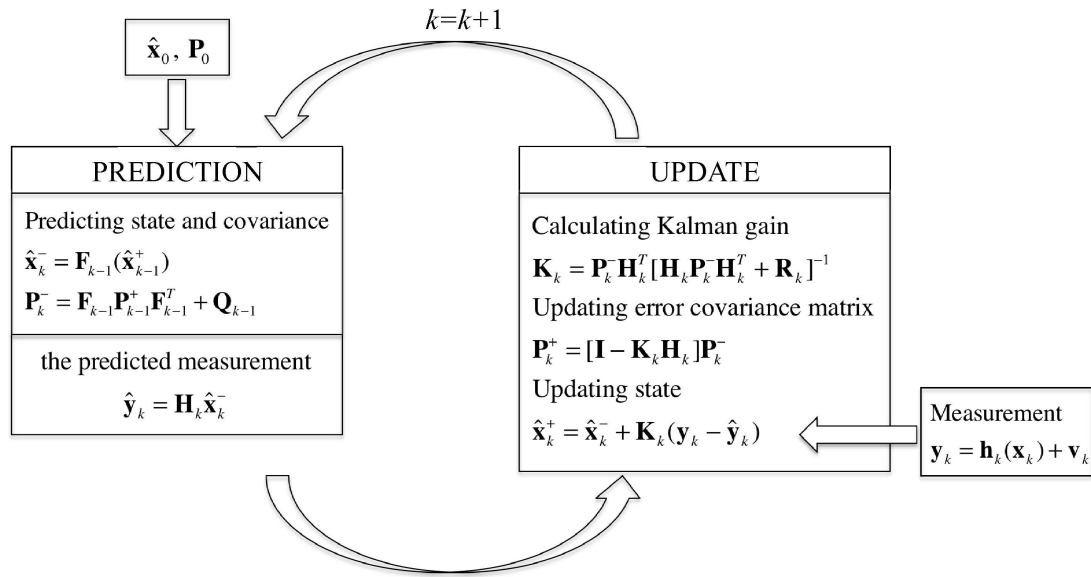 k=k+1
x̂₀, P₀
PREDICTION
Predicting state and covariance
x̂ₖ⁻ = Fₖ₋₁(x̂ₖ₋₁⁺)
Pₖ⁻ = Fₖ₋₁Pₖ₋₁⁺Fₖ₋₁ᵀ + Qₖ₋₁
the predicted measurement
ŷₖ = Hₖx̂ₖ⁻
UPDATE
Calculating Kalman gain
Kₖ = Pₖ⁻Hₖᵀ[HₖPₖ⁻Hₖᵀ + Rₖ]⁻¹
Updating error covariance matrix
Pₖ⁺ = [I − KₖHₖ]Pₖ⁻
Updating state
x̂ₖ⁺ = x̂ₖ⁻ + Kₖ(yₖ − ŷₖ)
Measurement
yₖ = hₖ(xₖ) + vₖ